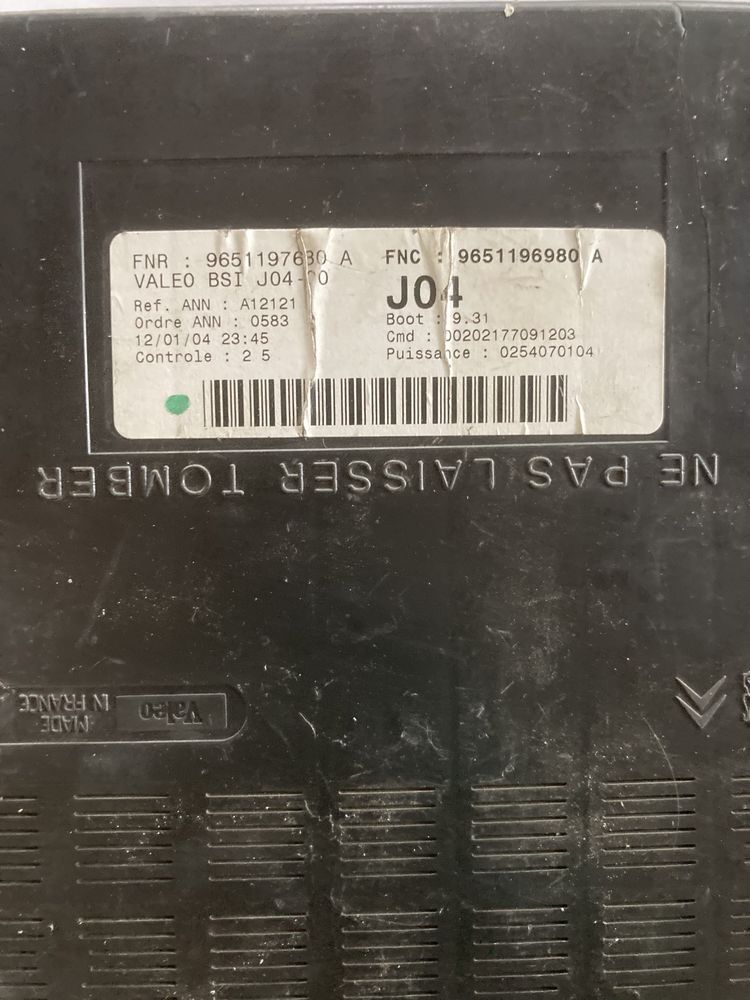 FNR : 9651197680 A FNC : 9651196980 A
VALEO BSI J04-00 J04
Ref. ANN : A12121 Boot : 9.31
Ordre ANN : 0583 Cmd : 00202177091203
12/01/04 23:45 Puissance : 0254070104
Controle : 2 5
NE PAS LAISSER TOMBER
Valeo
MADE
IN FRANCE